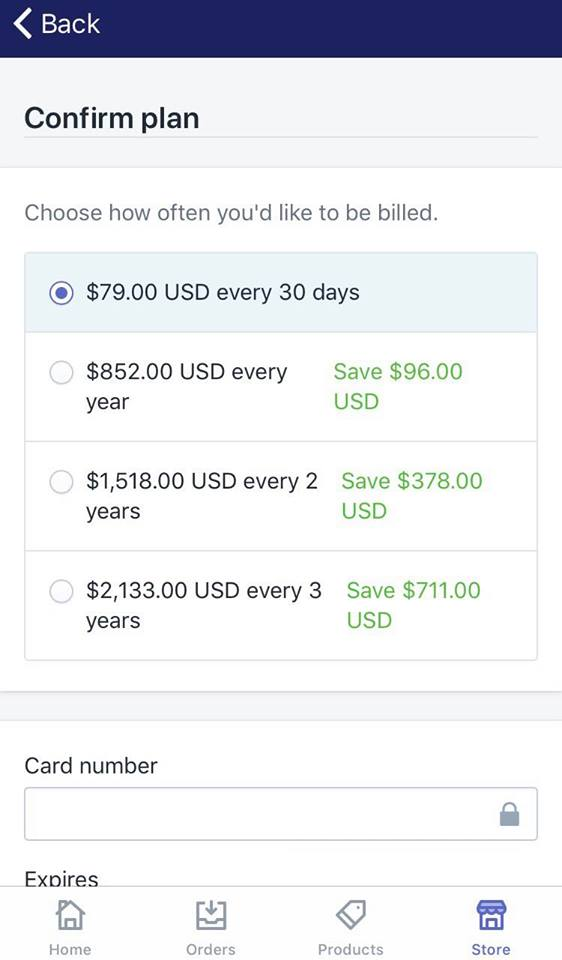 Back
Confirm plan
Choose how often you'd like to be billed.
$79.00 USD every 30 days
$852.00 USD every
year
Save $96.00
USD
$1,518.00 USD every 2
years
Save $378.00
USD
$2,133.00 USD every 3
years
Save $711.00
USD
Card number
Expires
Home
Orders
Products
Store